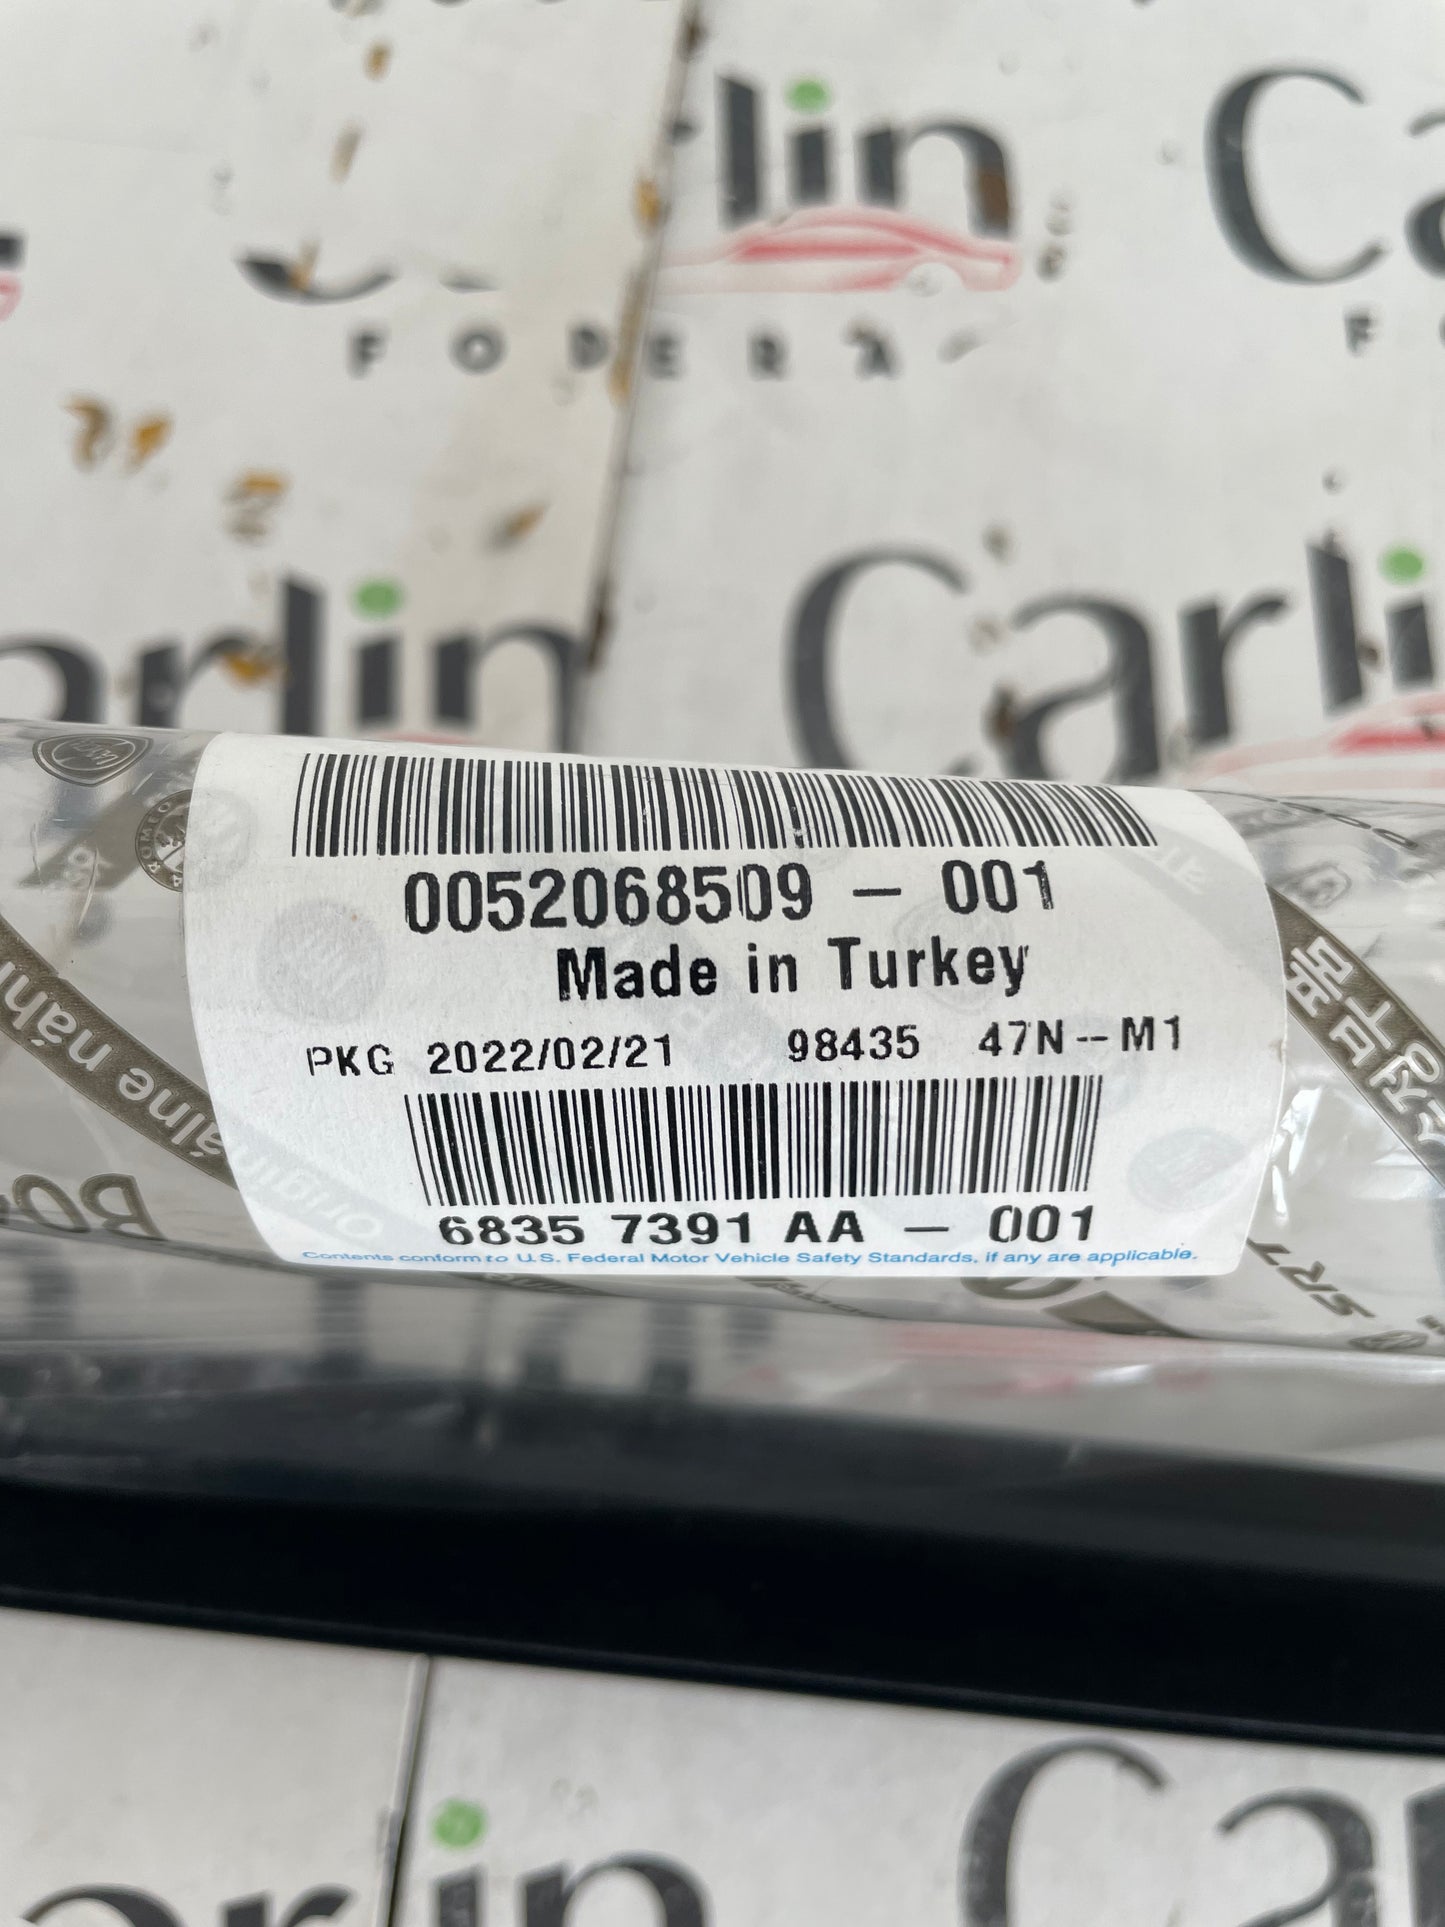 Carlin
FODERA
Carlin
Carlin
0052068509 - 001
Made in Turkey
PKG 2022/02/21 98435 47N--M1
6835 7391 AA - 001
Contents conform to U.S. Federal Motor Vehicle Safety Standards, if any are applicable.
SRT